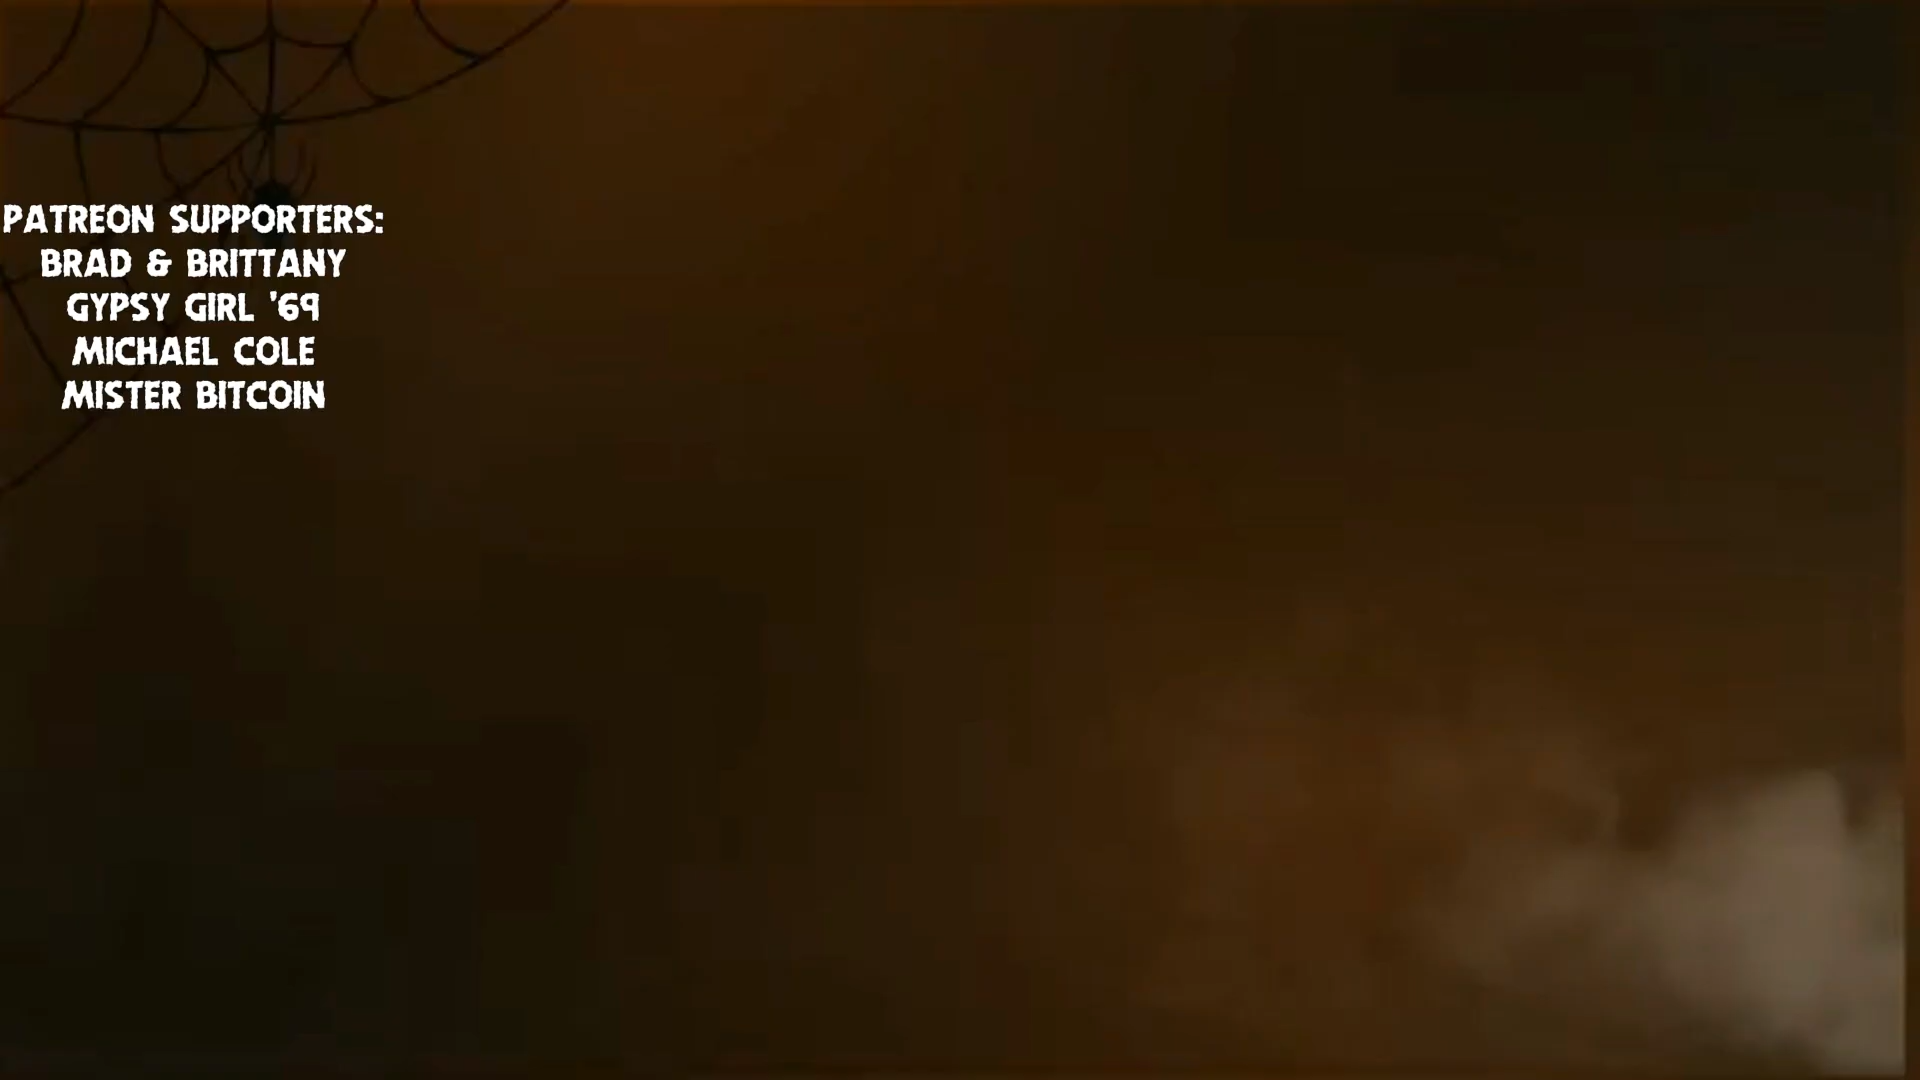 PATREON SUPPORTERS:
BRAD & BRITTANY
GYPSY GIRL '69
MICHAEL COLE
MISTER BITCOIN